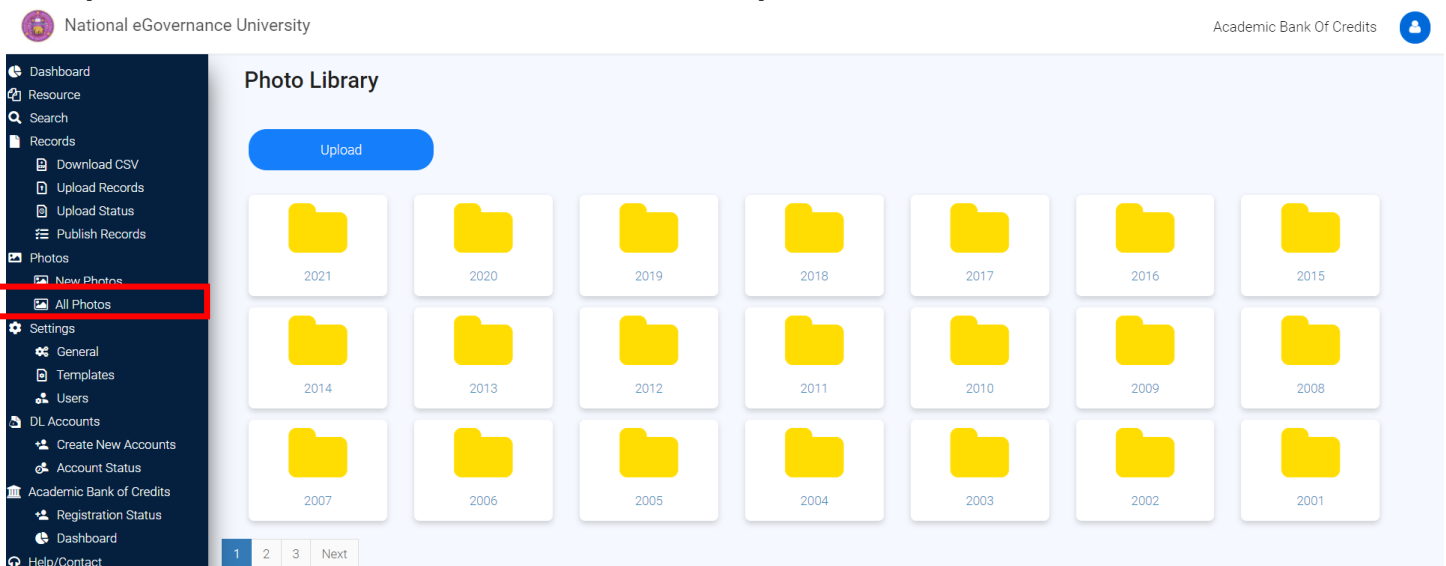 National eGovernance University
Academic Bank Of Credits
Dashboard
Resource
Search
Records
Download CSV
Upload Records
Upload Status
Publish Records
Photos
New Photos
All Photos
Settings
General
Templates
Users
DL Accounts
Create New Accounts
Account Status
Academic Bank of Credits
Registration Status
Dashboard
Help/Contact
Photo Library
Upload
2021 2020 2019 2018 2017 2016 2015
2014 2013 2012 2011 2010 2009 2008
2007 2006 2005 2004 2003 2002 2001
1 2 3 Next